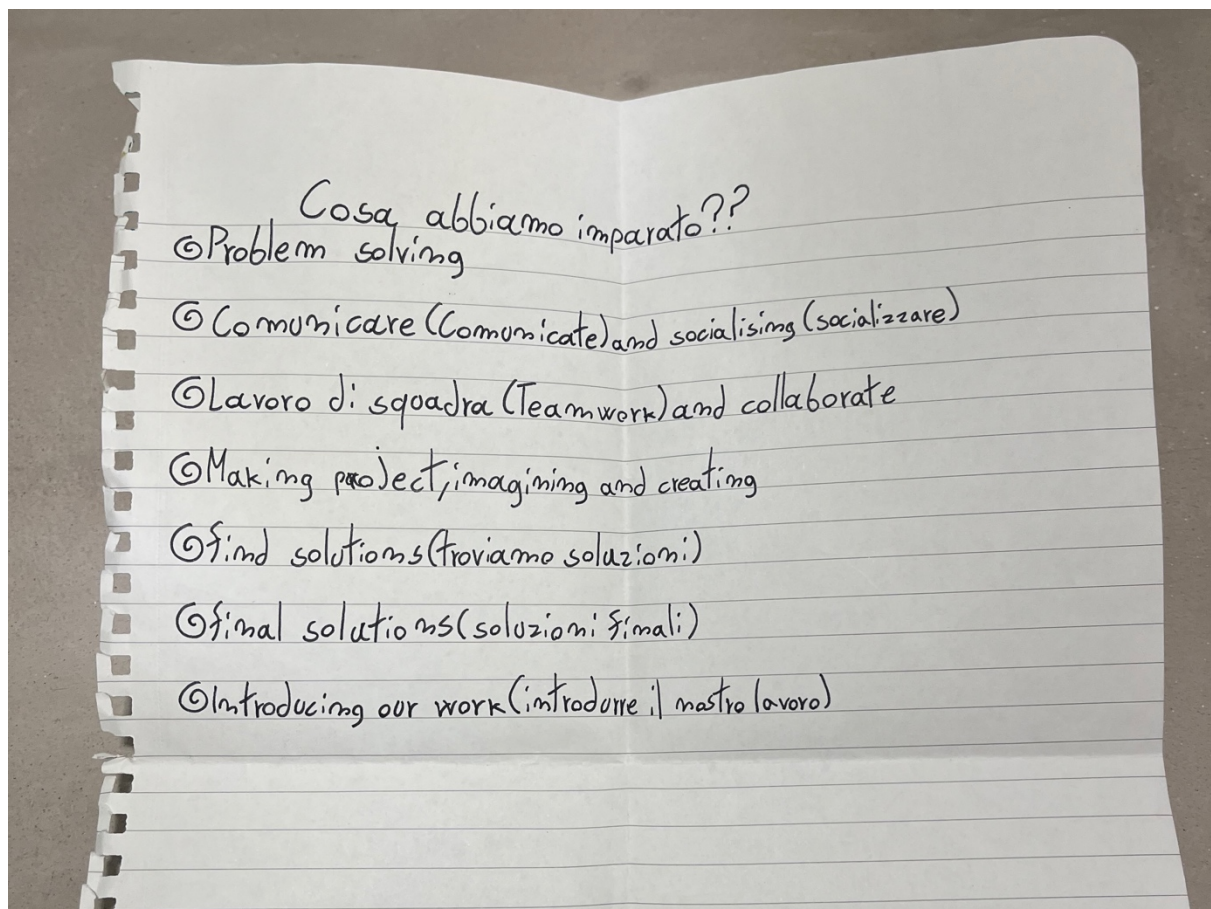 Cosa abbiamo imparato??
Problem solving
Comunicare (Comunicate) and socialising (socializzare)
Lavoro di squadra (Teamwork) and collaborate
Making project, imagining and creating
find solutions (troviamo soluzioni)
final solutions (soluzioni finali)
Introducing our work (introdurre il nostro lavoro)